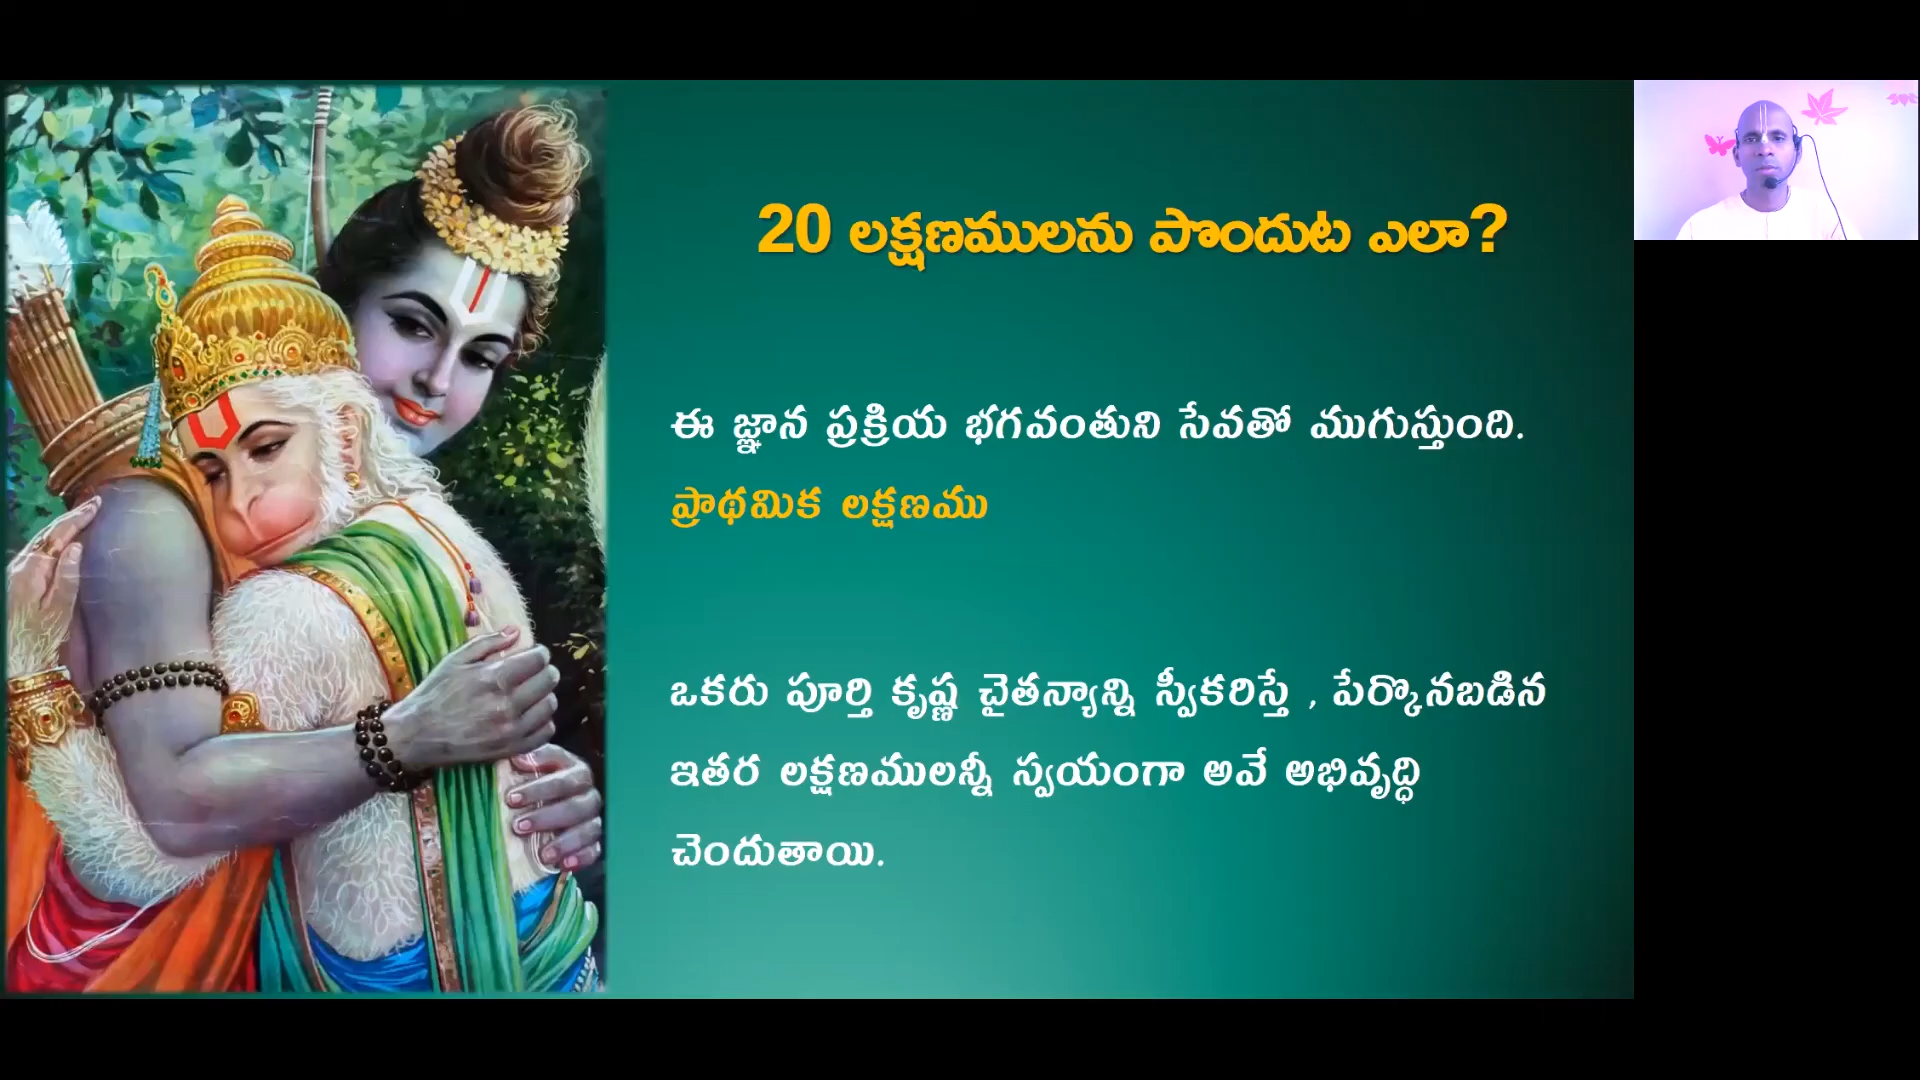 20 లక్షణములను పొందుట ఎలా?
ఈ జ్ఞాన ప్రక్రియ భగవంతుని సేవతో ముగుస్తుంది.
ప్రాథమిక లక్షణము
ఒకరు పూర్తి కృష్ణ చైతన్యాన్ని స్వీకరిస్తే , పేర్కొనబడిన
ఇతర లక్షణములన్నీ స్వయంగా అవే అభివృద్ధి
చెందుతాయి.